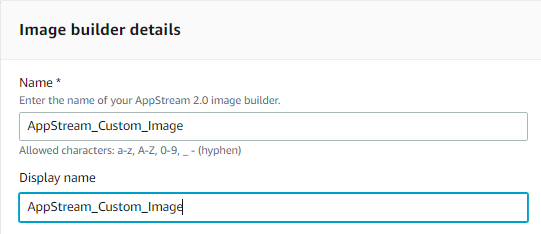 Image builder details
Name *
Enter the name of your AppStream 2.0 image builder.
AppStream_Custom_Image
Allowed characters: a-z, A-Z, 0-9, _ - (hyphen)
Display name
AppStream_Custom_Image